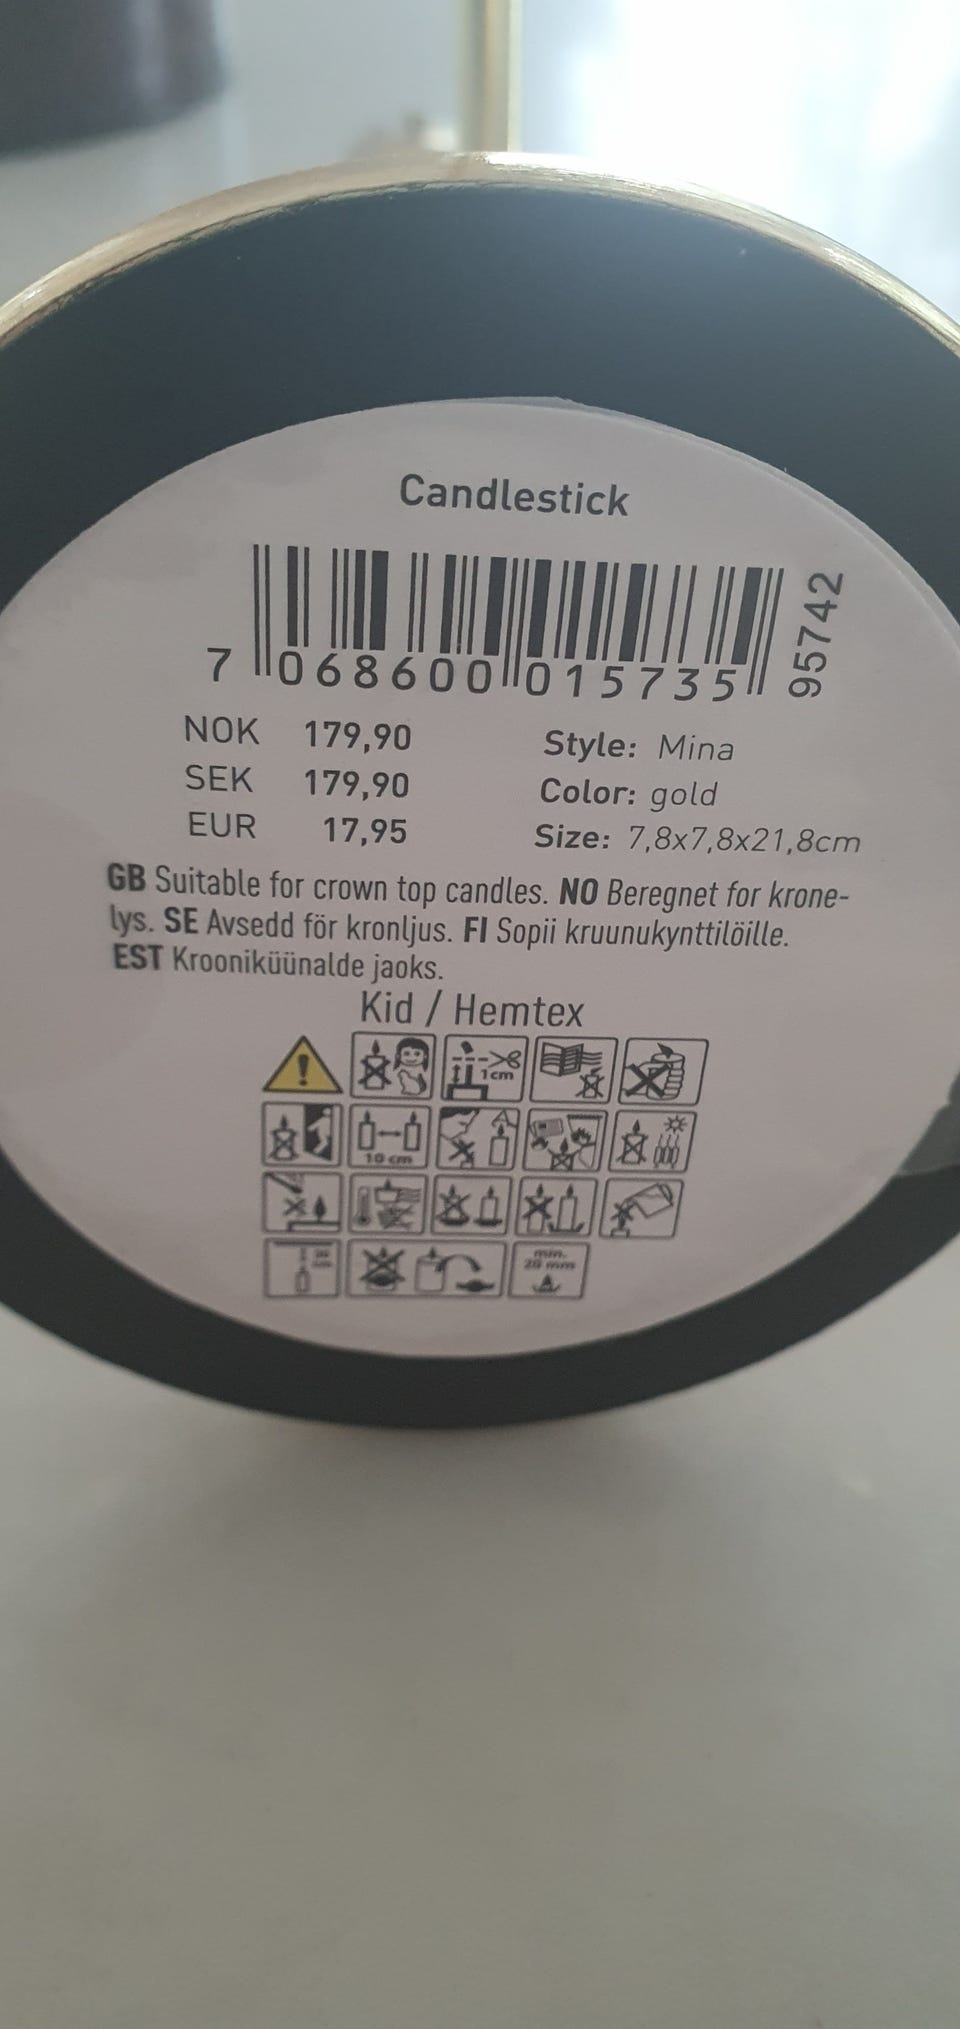 Candlestick
7 068600 015735
95742
NOK 179,90
SEK 179,90
EUR 17,95
Style: Mina
Color: gold
Size: 7,8x7,8x21,8cm
GB Suitable for crown top candles. NO Beregnet for krone-
lys. SE Avsedd för kronljus. FI Sopii kruunukynttilöille.
EST Krooniküünalde jaoks.
Kid / Hemtex
1cm
10 cm
min.
20 mm